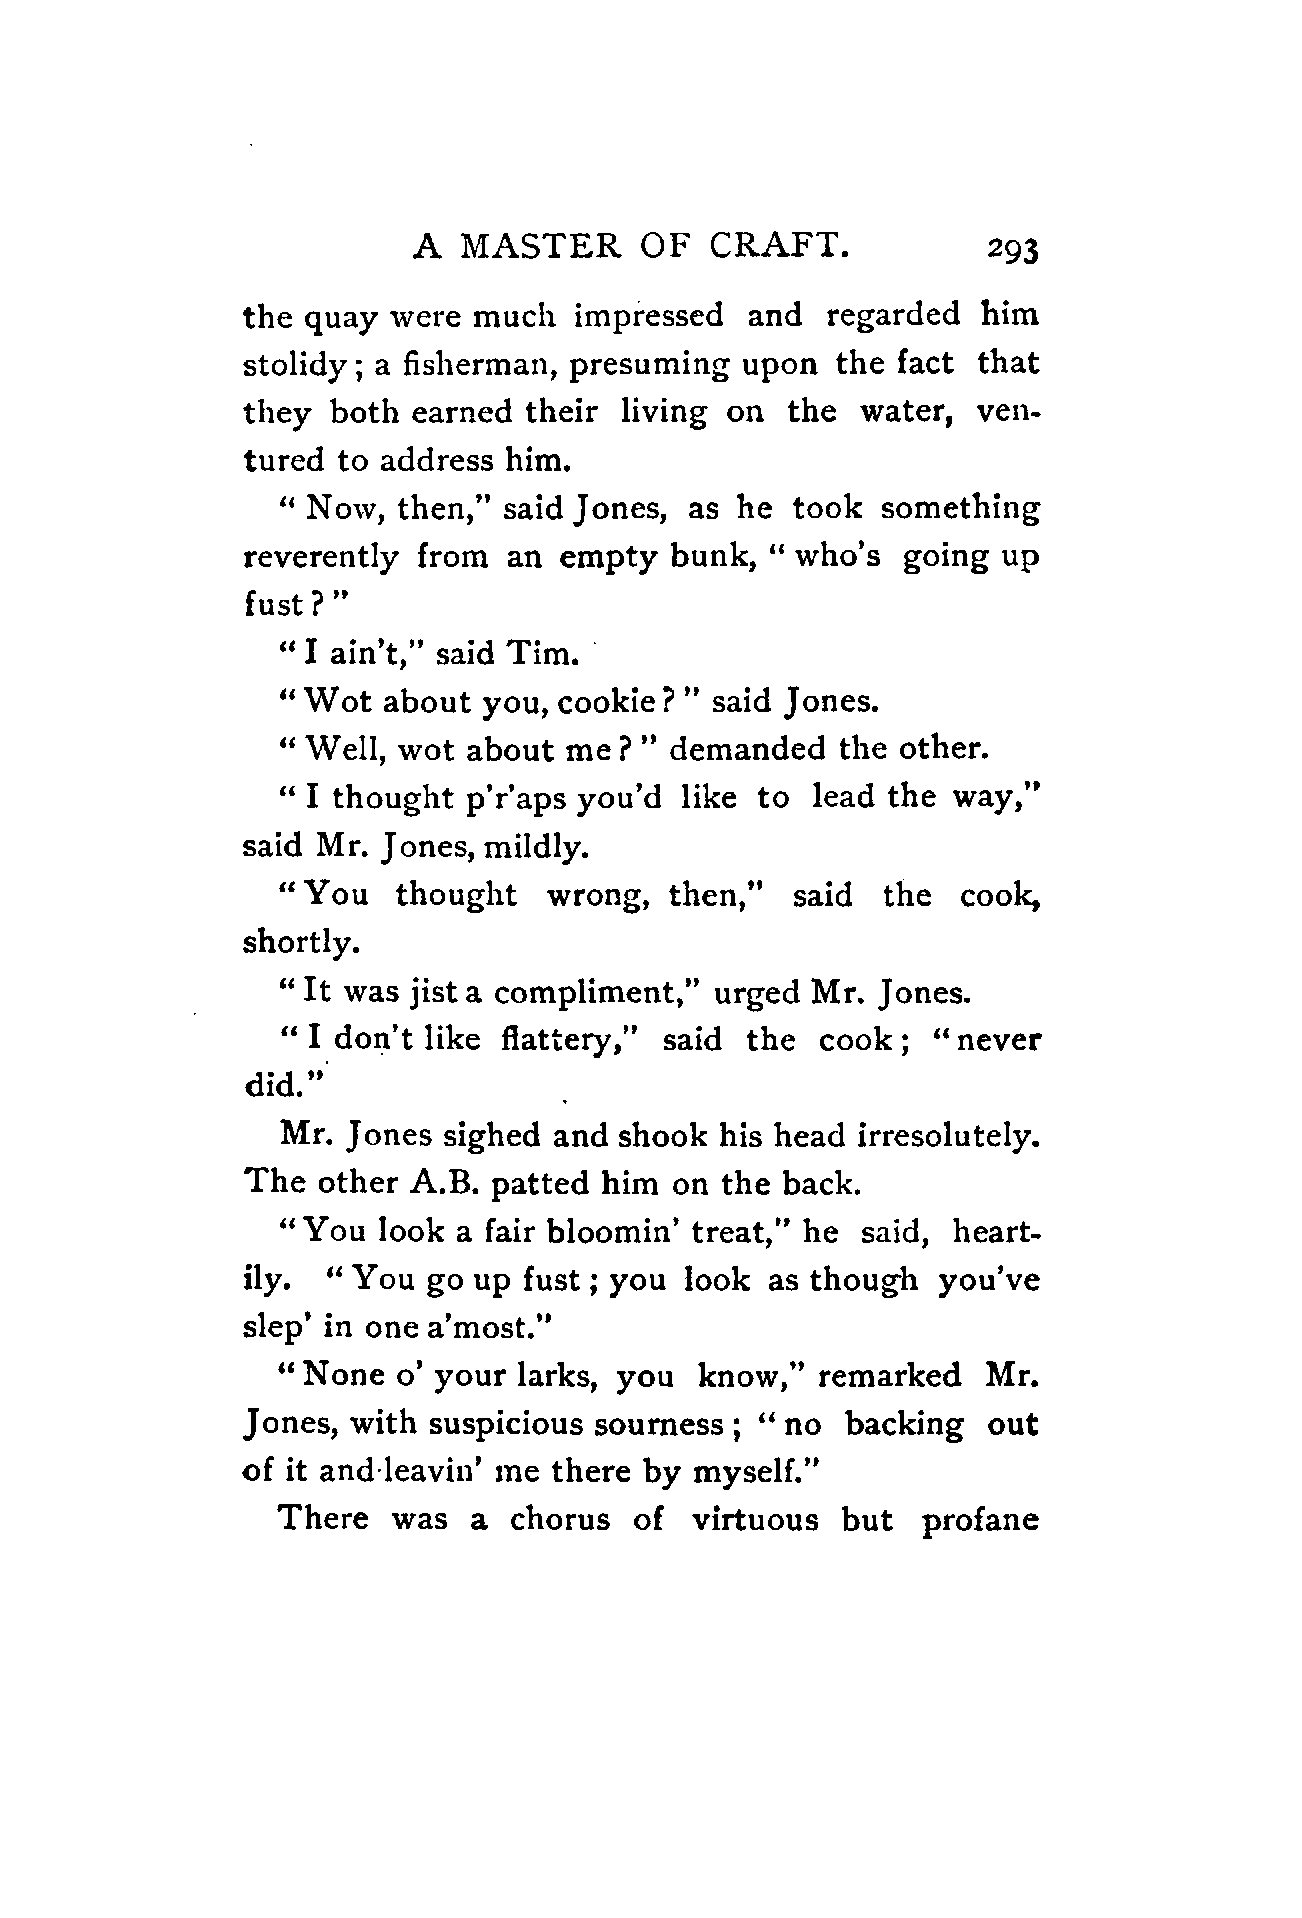 A MASTER OF CRAFT. 293
the quay were much impressed and regarded him
stolidy; a fisherman, presuming upon the fact that
they both earned their living on the water, ven-
tured to address him.
"Now, then," said Jones, as he took something
reverently from an empty bunk, "who's going up
fust?"
"I ain't," said Tim.
"Wot about you, cookie?" said Jones.
"Well, wot about me?" demanded the other.
"I thought p'r'aps you'd like to lead the way,"
said Mr. Jones, mildly.
"You thought wrong, then," said the cook,
shortly.
"It was jist a compliment," urged Mr. Jones.
"I don't like flattery," said the cook; "never
did."
Mr. Jones sighed and shook his head irresolutely.
The other A.B. patted him on the back.
"You look a fair bloomin' treat," he said, heart-
ily. "You go up fust; you look as though you've
slep' in one a'most."
"None o' your larks, you know," remarked Mr.
Jones, with suspicious sourness; "no backing out
of it and leavin' me there by myself."
There was a chorus of virtuous but profane